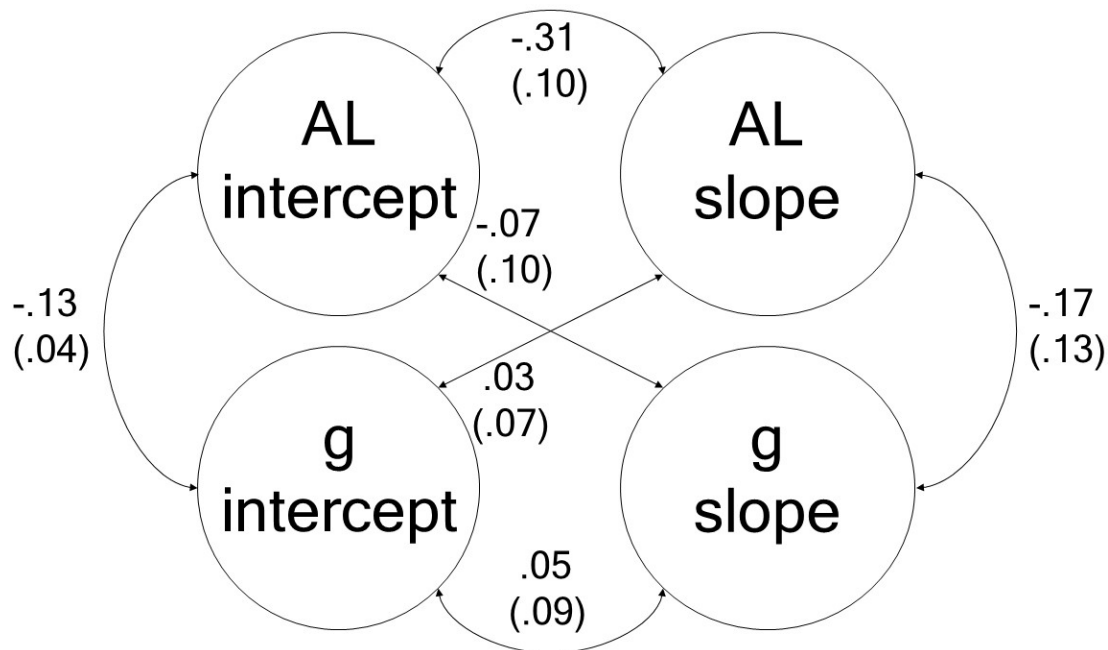 -.31
(.10)
AL
intercept
AL
slope
-.07
(.10)
-.13
(.04)
-.17
(.13)
.03
(.07)
g
intercept
g
slope
.05
(.09)